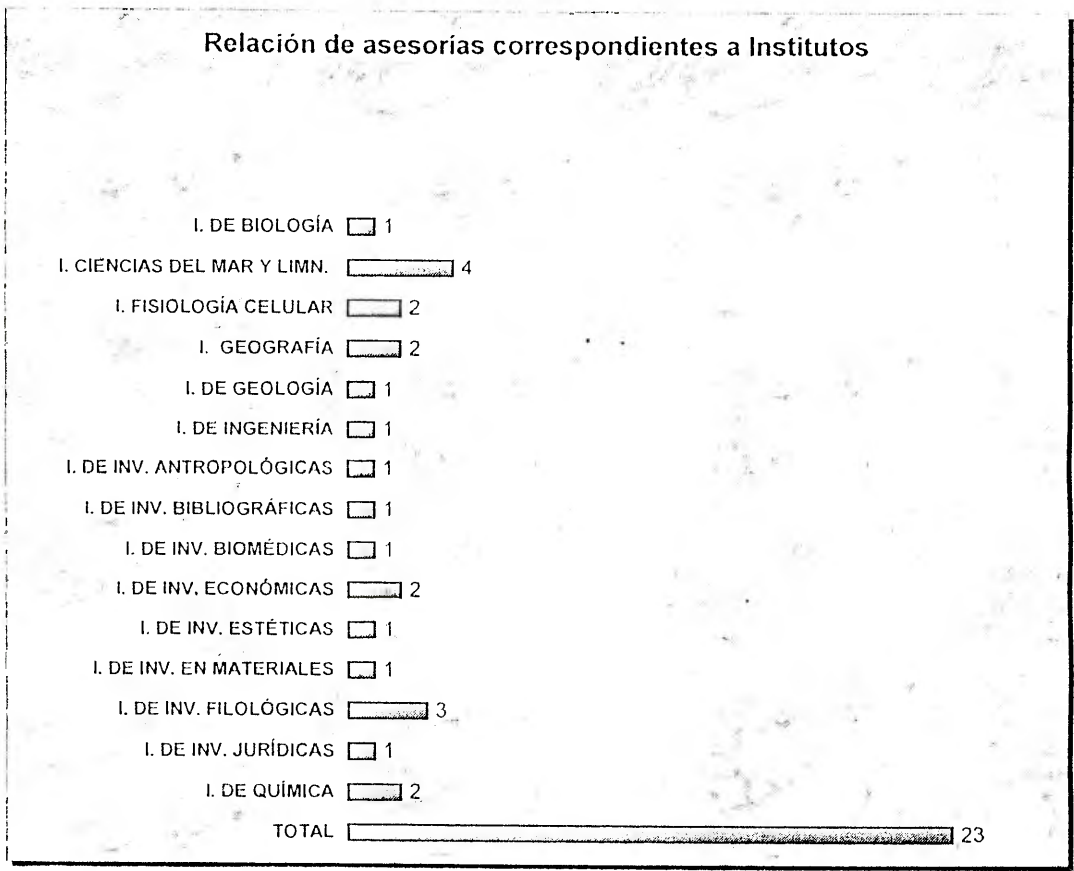 Relación de asesorías correspondientes a Institutos
I. DE BIOLOGÍA 1
I. CIENCIAS DEL MAR Y LIMN. 4
I. FISIOLOGÍA CELULAR 2
I. GEOGRAFÍA 2
I. DE GEOLOGÍA 1
I. DE INGENIERÍA 1
I. DE INV. ANTROPOLÓGICAS 1
I. DE INV. BIBLIOGRÁFICAS 1
I. DE INV. BIOMÉDICAS 1
I. DE INV. ECONÓMICAS 2
I. DE INV. ESTÉTICAS 1
I. DE INV. EN MATERIALES 1
I. DE INV. FILOLÓGICAS 3
I. DE INV. JURÍDICAS 1
I. DE QUÍMICA 2
TOTAL 23